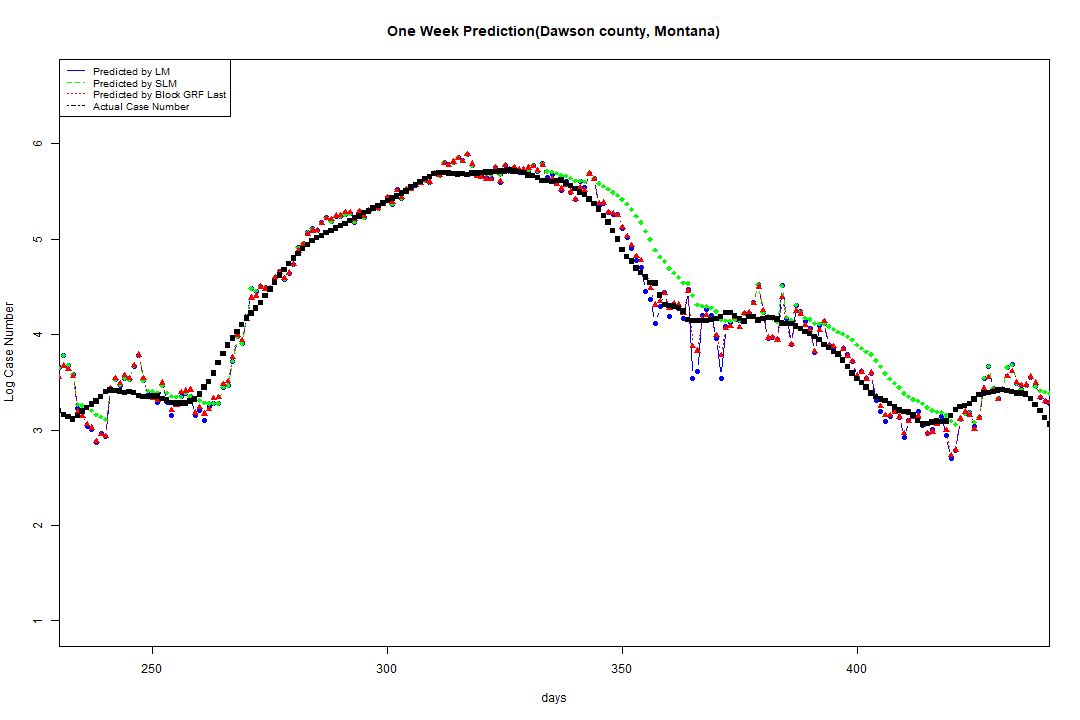 One Week Prediction(Dawson county, Montana)
Predicted by LM
Predicted by SLM
Predicted by Block GRF Last
Actual Case Number
6
5
4
3
2
1
Log Case Number
250 300 350 400
days